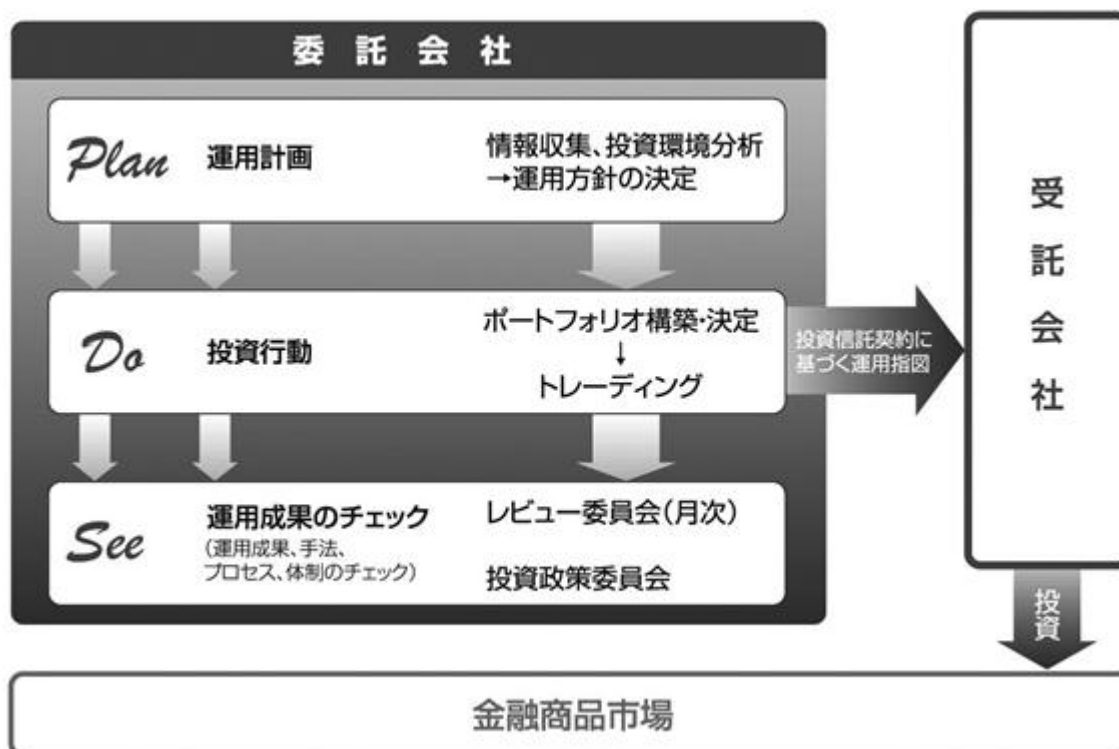 委託会社
Plan 運用計画 情報収集、投資環境分析
→運用方針の決定
Do 投資行動 ポートフォリオ構築・決定
↓
トレーディング
投資信託契約に
基づく運用指図
受託会社
See 運用成果のチェック レビュー委員会(月次)
(運用成果、手法、
プロセス、体制のチェック)
投資政策委員会
投資
金融商品市場